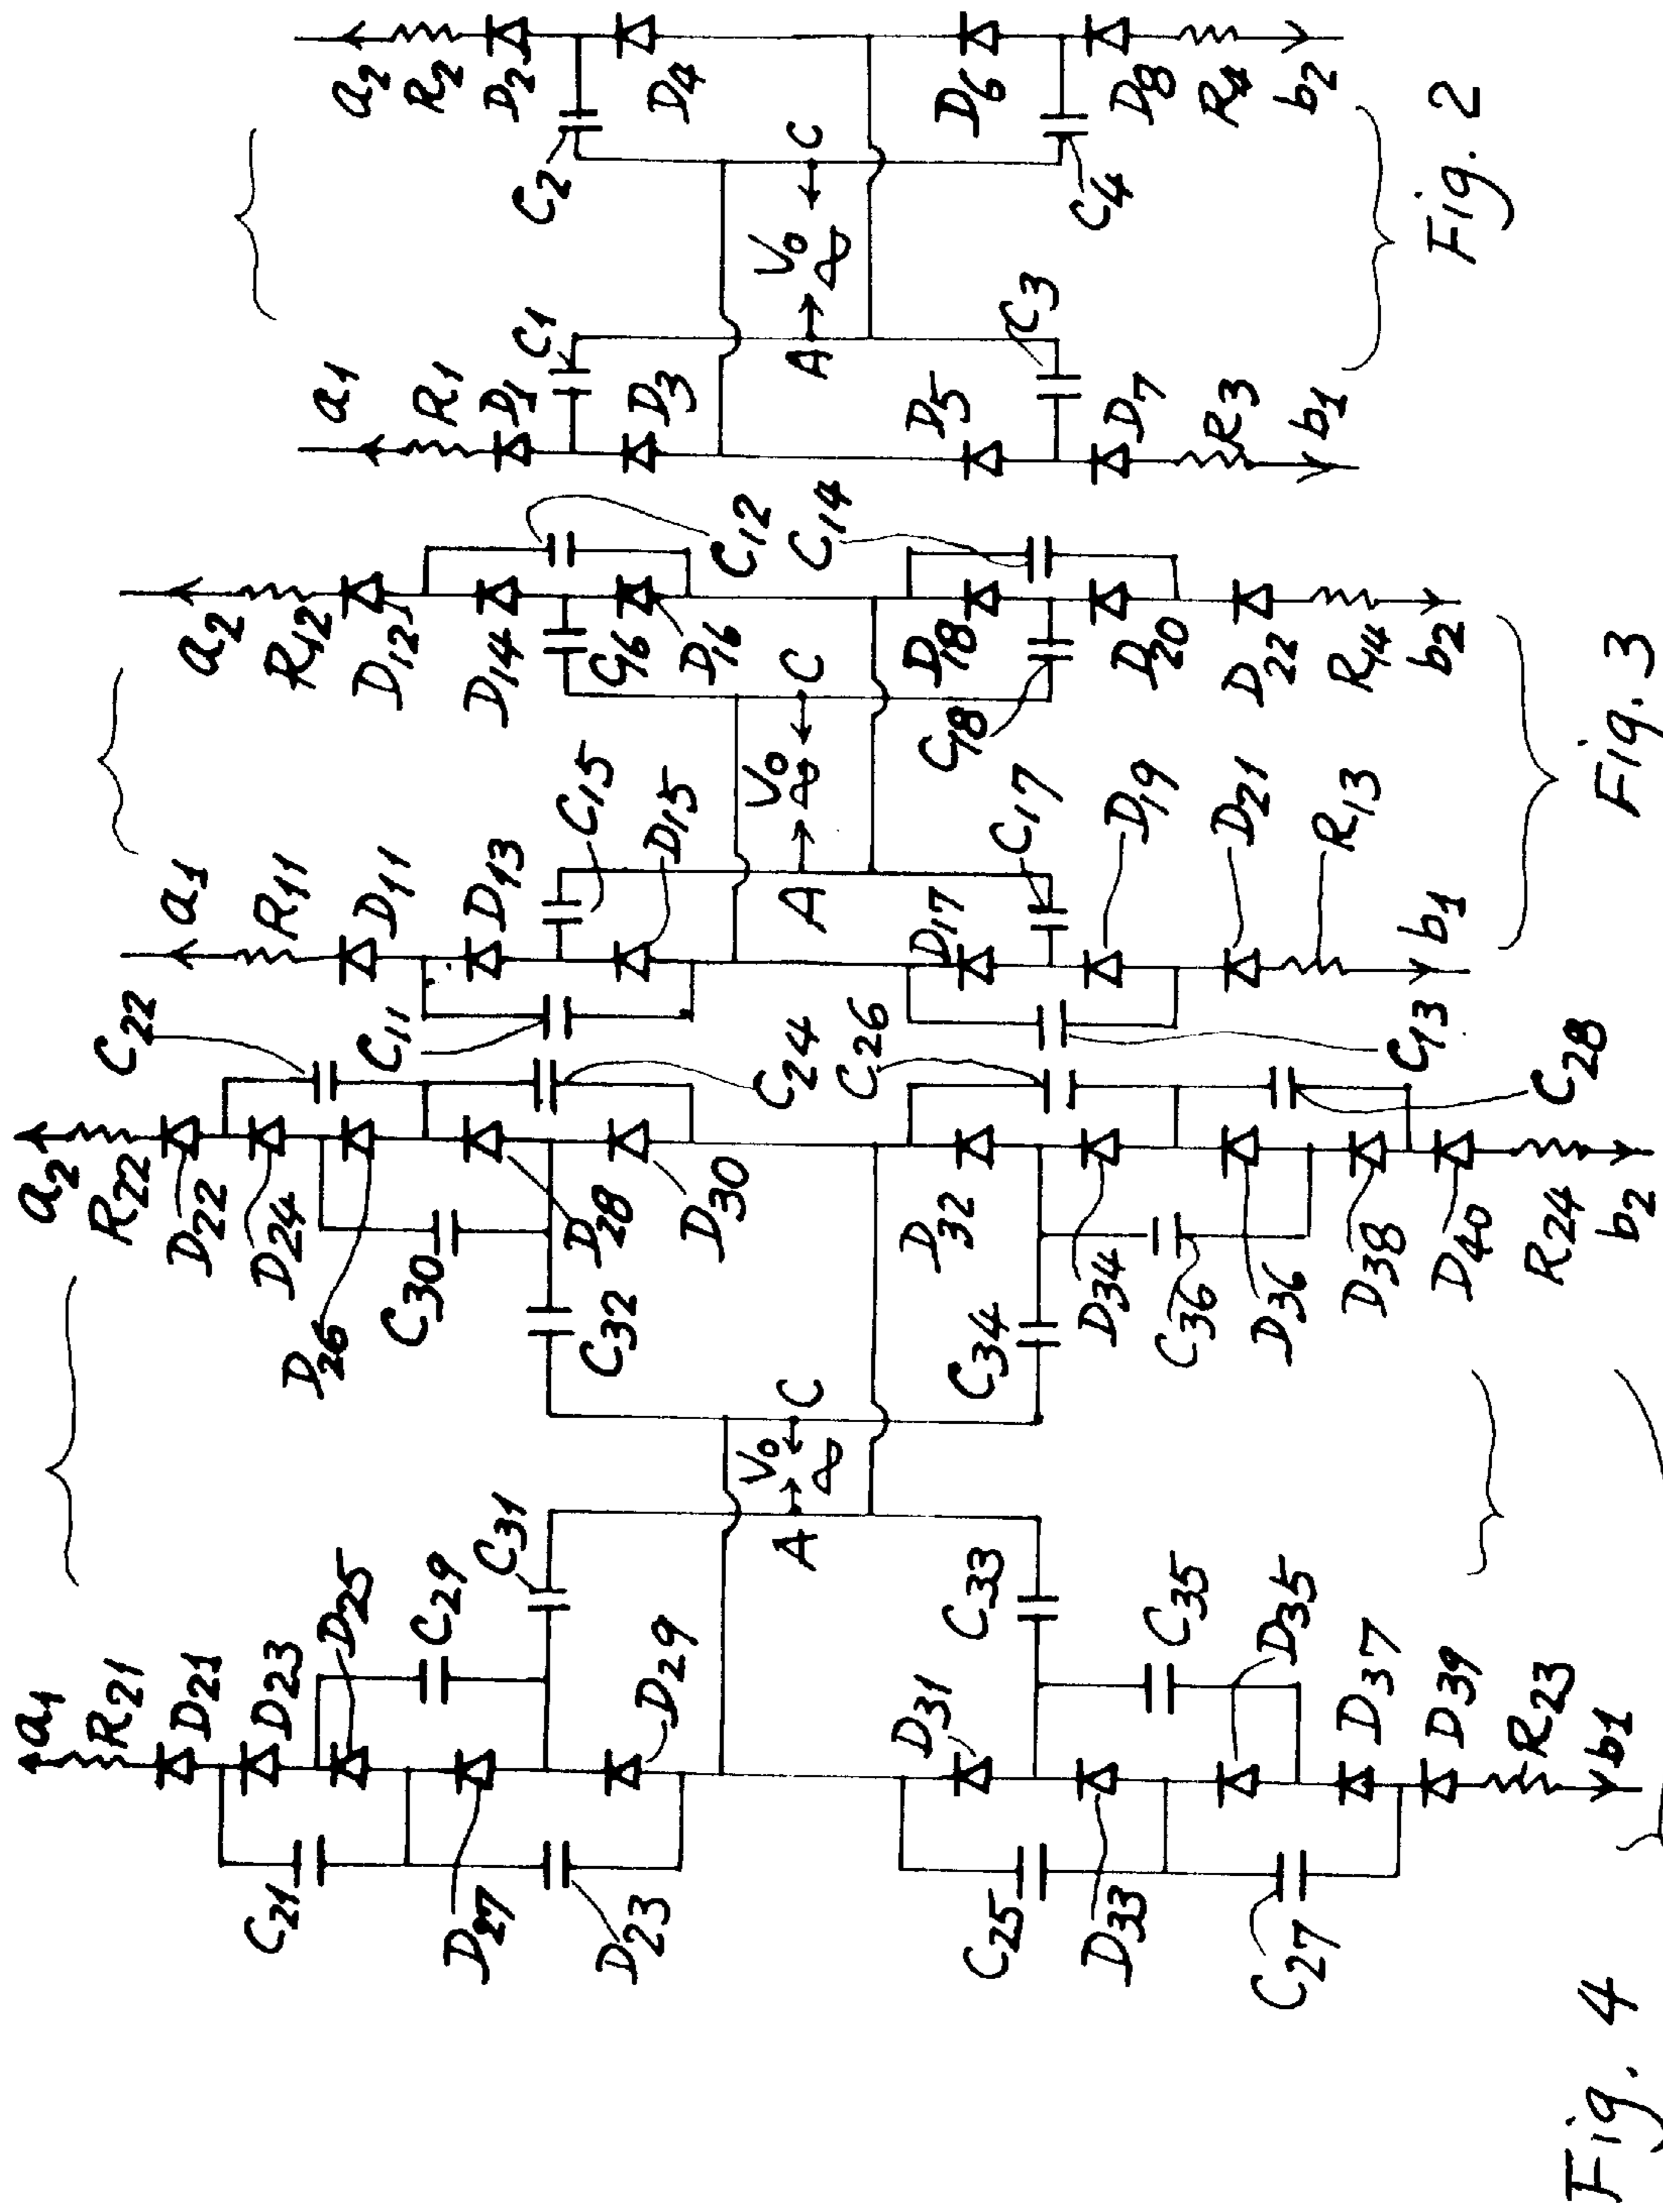 a1
R1
D1
C1
D3
A
V0
C
D5
C3
D7
R3
b1
a2
R2
D2
C2
D4
D6
C4
D8
R4
b2
Fig. 2
a1
R11
D11
D13
C15
D15
C11
A
V0
C
D17
C17
D19
D21
R13
b1
C13
a2
R12
D12
D14
C16
D16
C12
C14
D18
C18
D20
D22
R14
b2
Fig. 3
a1
R21
D21
D23
D25
C29
C31
C21
D27
D23
D29
A
V0
C
D31
C33
C35
D35
D37
D39
R23
b1
C25
D33
C27
a2
R22
C22
D22
D24
D26
C30
D28
C24
D30
C32
C26
D32
C34
D34
C36
D36
C28
D38
D40
R24
b2
Fig. 4